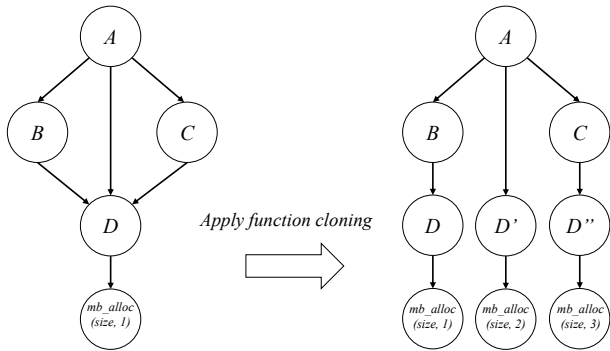 A
B
C
D
mb_alloc
(size, 1)
Apply function cloning
A
B
C
D
D’
D’’
mb_alloc
(size, 1)
mb_alloc
(size, 2)
mb_alloc
(size, 3)